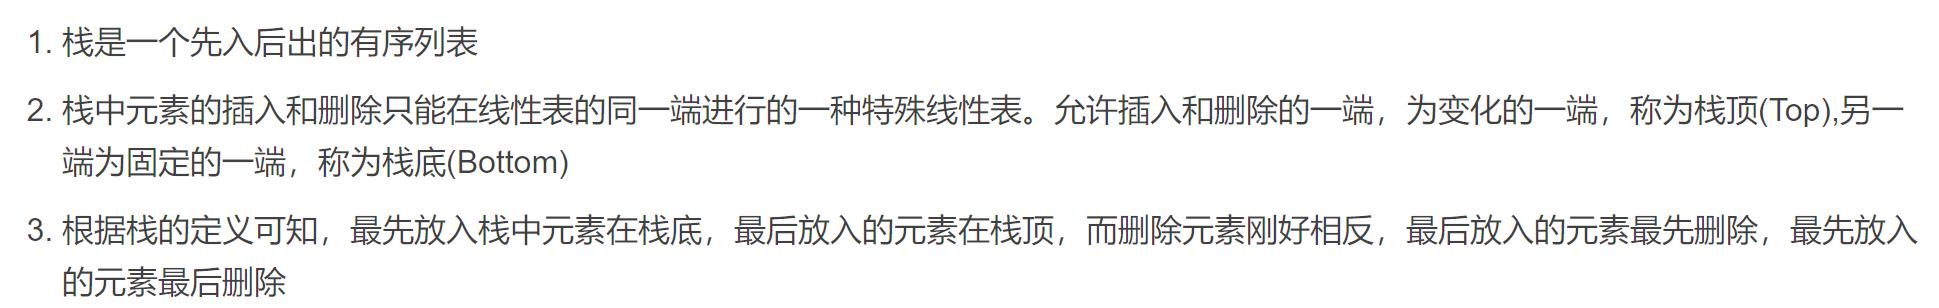 1. 栈是一个先入后出的有序列表
2. 栈中元素的插入和删除只能在线性表的同一端进行的一种特殊线性表。允许插入和删除的一端，为变化的一端，称为栈顶(Top),另一
端为固定的一端，称为栈底(Bottom)
3. 根据栈的定义可知，最先放入栈中元素在栈底，最后放入的元素在栈顶，而删除元素刚好相反，最后放入的元素最先删除，最先放入
的元素最后删除